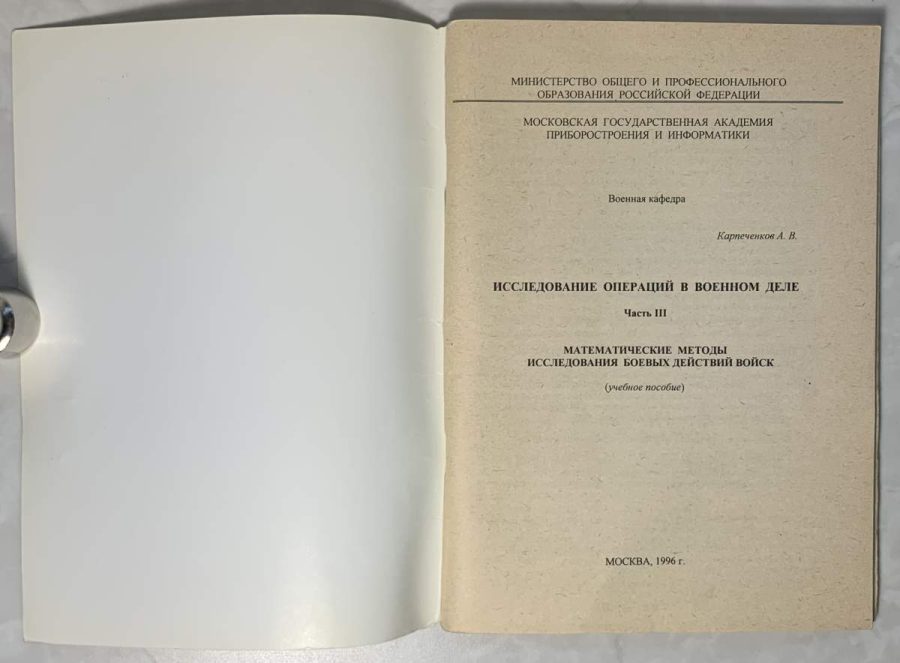 МИНИСТЕРСТВО ОБЩЕГО И ПРОФЕССИОНАЛЬНОГО
ОБРАЗОВАНИЯ РОССИЙСКОЙ ФЕДЕРАЦИИ
МОСКОВСКАЯ ГОСУДАРСТВЕННАЯ АКАДЕМИЯ
ПРИБОРОСТРОЕНИЯ И ИНФОРМАТИКИ
Военная кафедра
Карпеченков А. В.
ИССЛЕДОВАНИЕ ОПЕРАЦИЙ В ВОЕННОМ ДЕЛЕ
Часть III
МАТЕМАТИЧЕСКИЕ МЕТОДЫ
ИССЛЕДОВАНИЯ БОЕВЫХ ДЕЙСТВИЙ ВОЙСК
(учебное пособие)
МОСКВА, 1996 г.